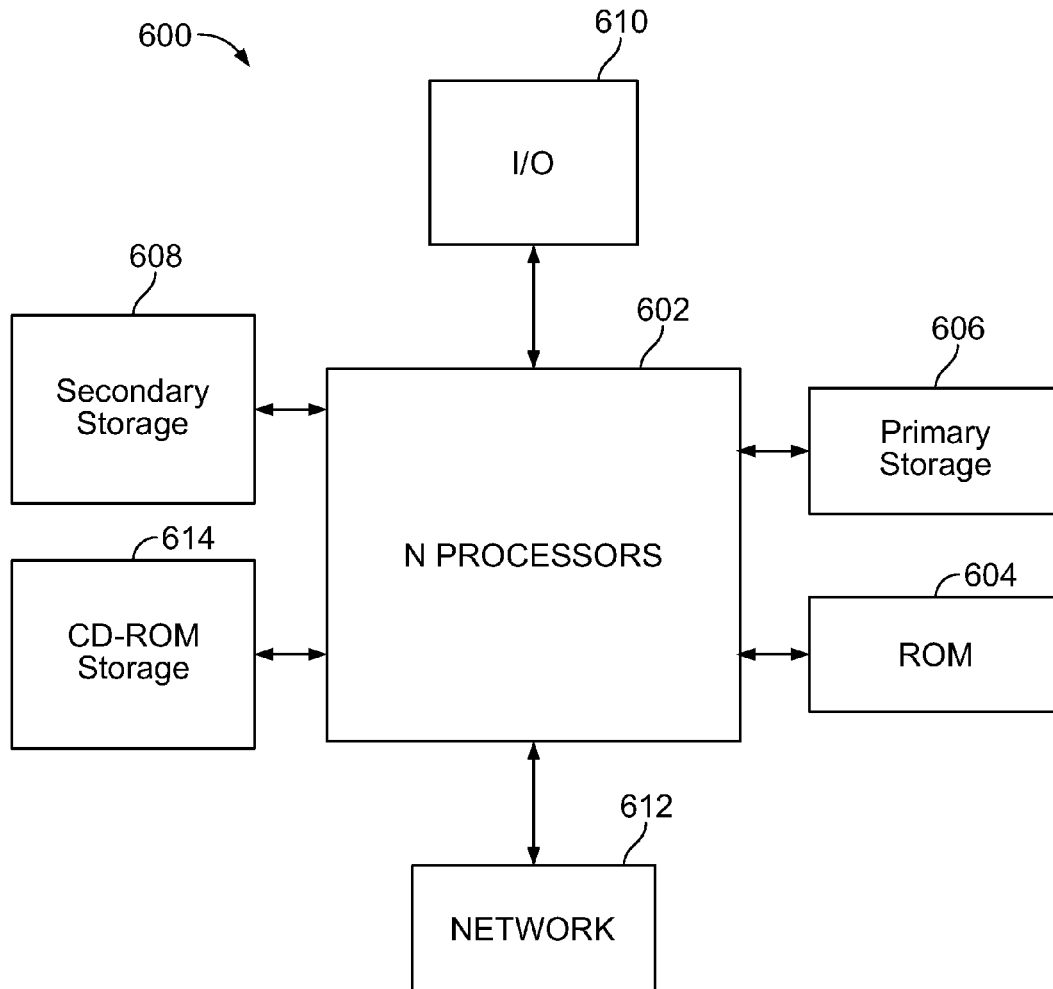 600
610
I/O
608
602
606
Secondary
Storage
Primary
Storage
614
N PROCESSORS
604
CD-ROM
Storage
ROM
612
NETWORK